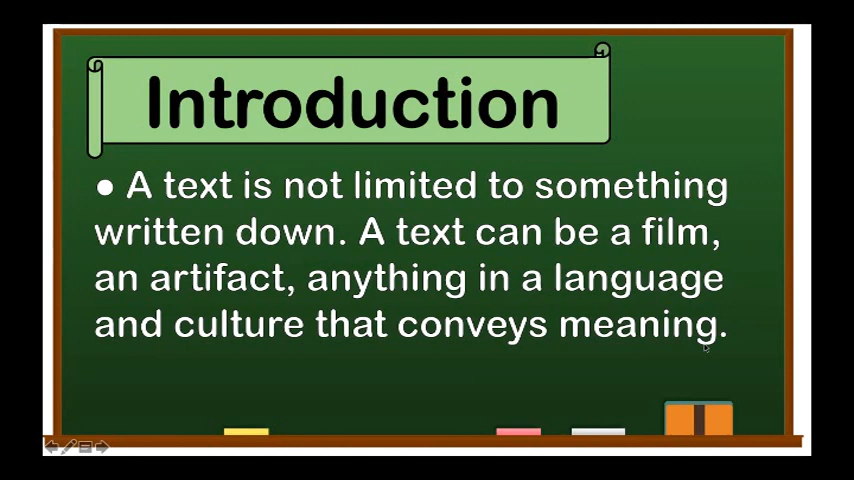 Introduction
● A text is not limited to something
written down. A text can be a film,
an artifact, anything in a language
and culture that conveys meaning.